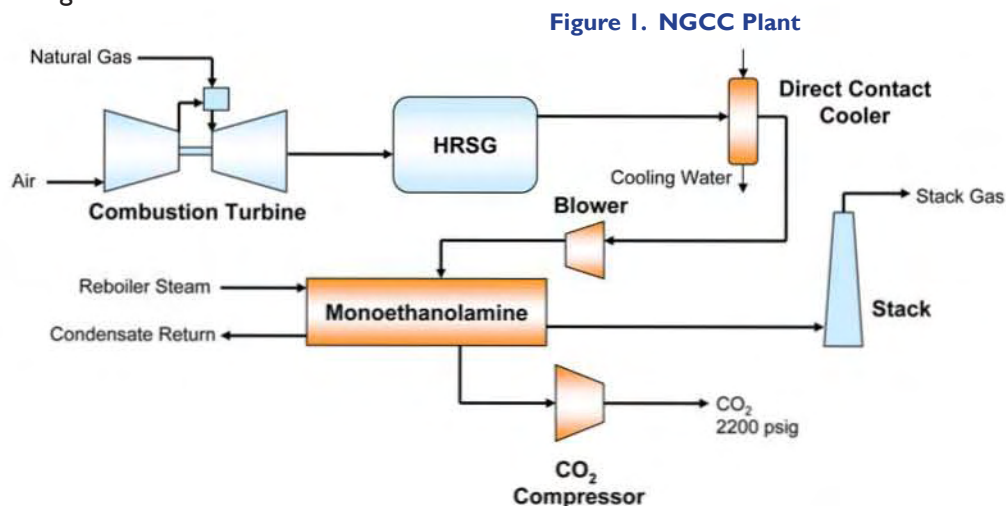 Figure 1. NGCC Plant
Natural Gas
Direct Contact
Cooler
HRSG
Air
Cooling Water
Combustion Turbine
Blower
Stack Gas
Reboiler Steam
Monoethanolamine
Stack
Condensate Return
CO₂
2200 psig
CO₂
Compressor